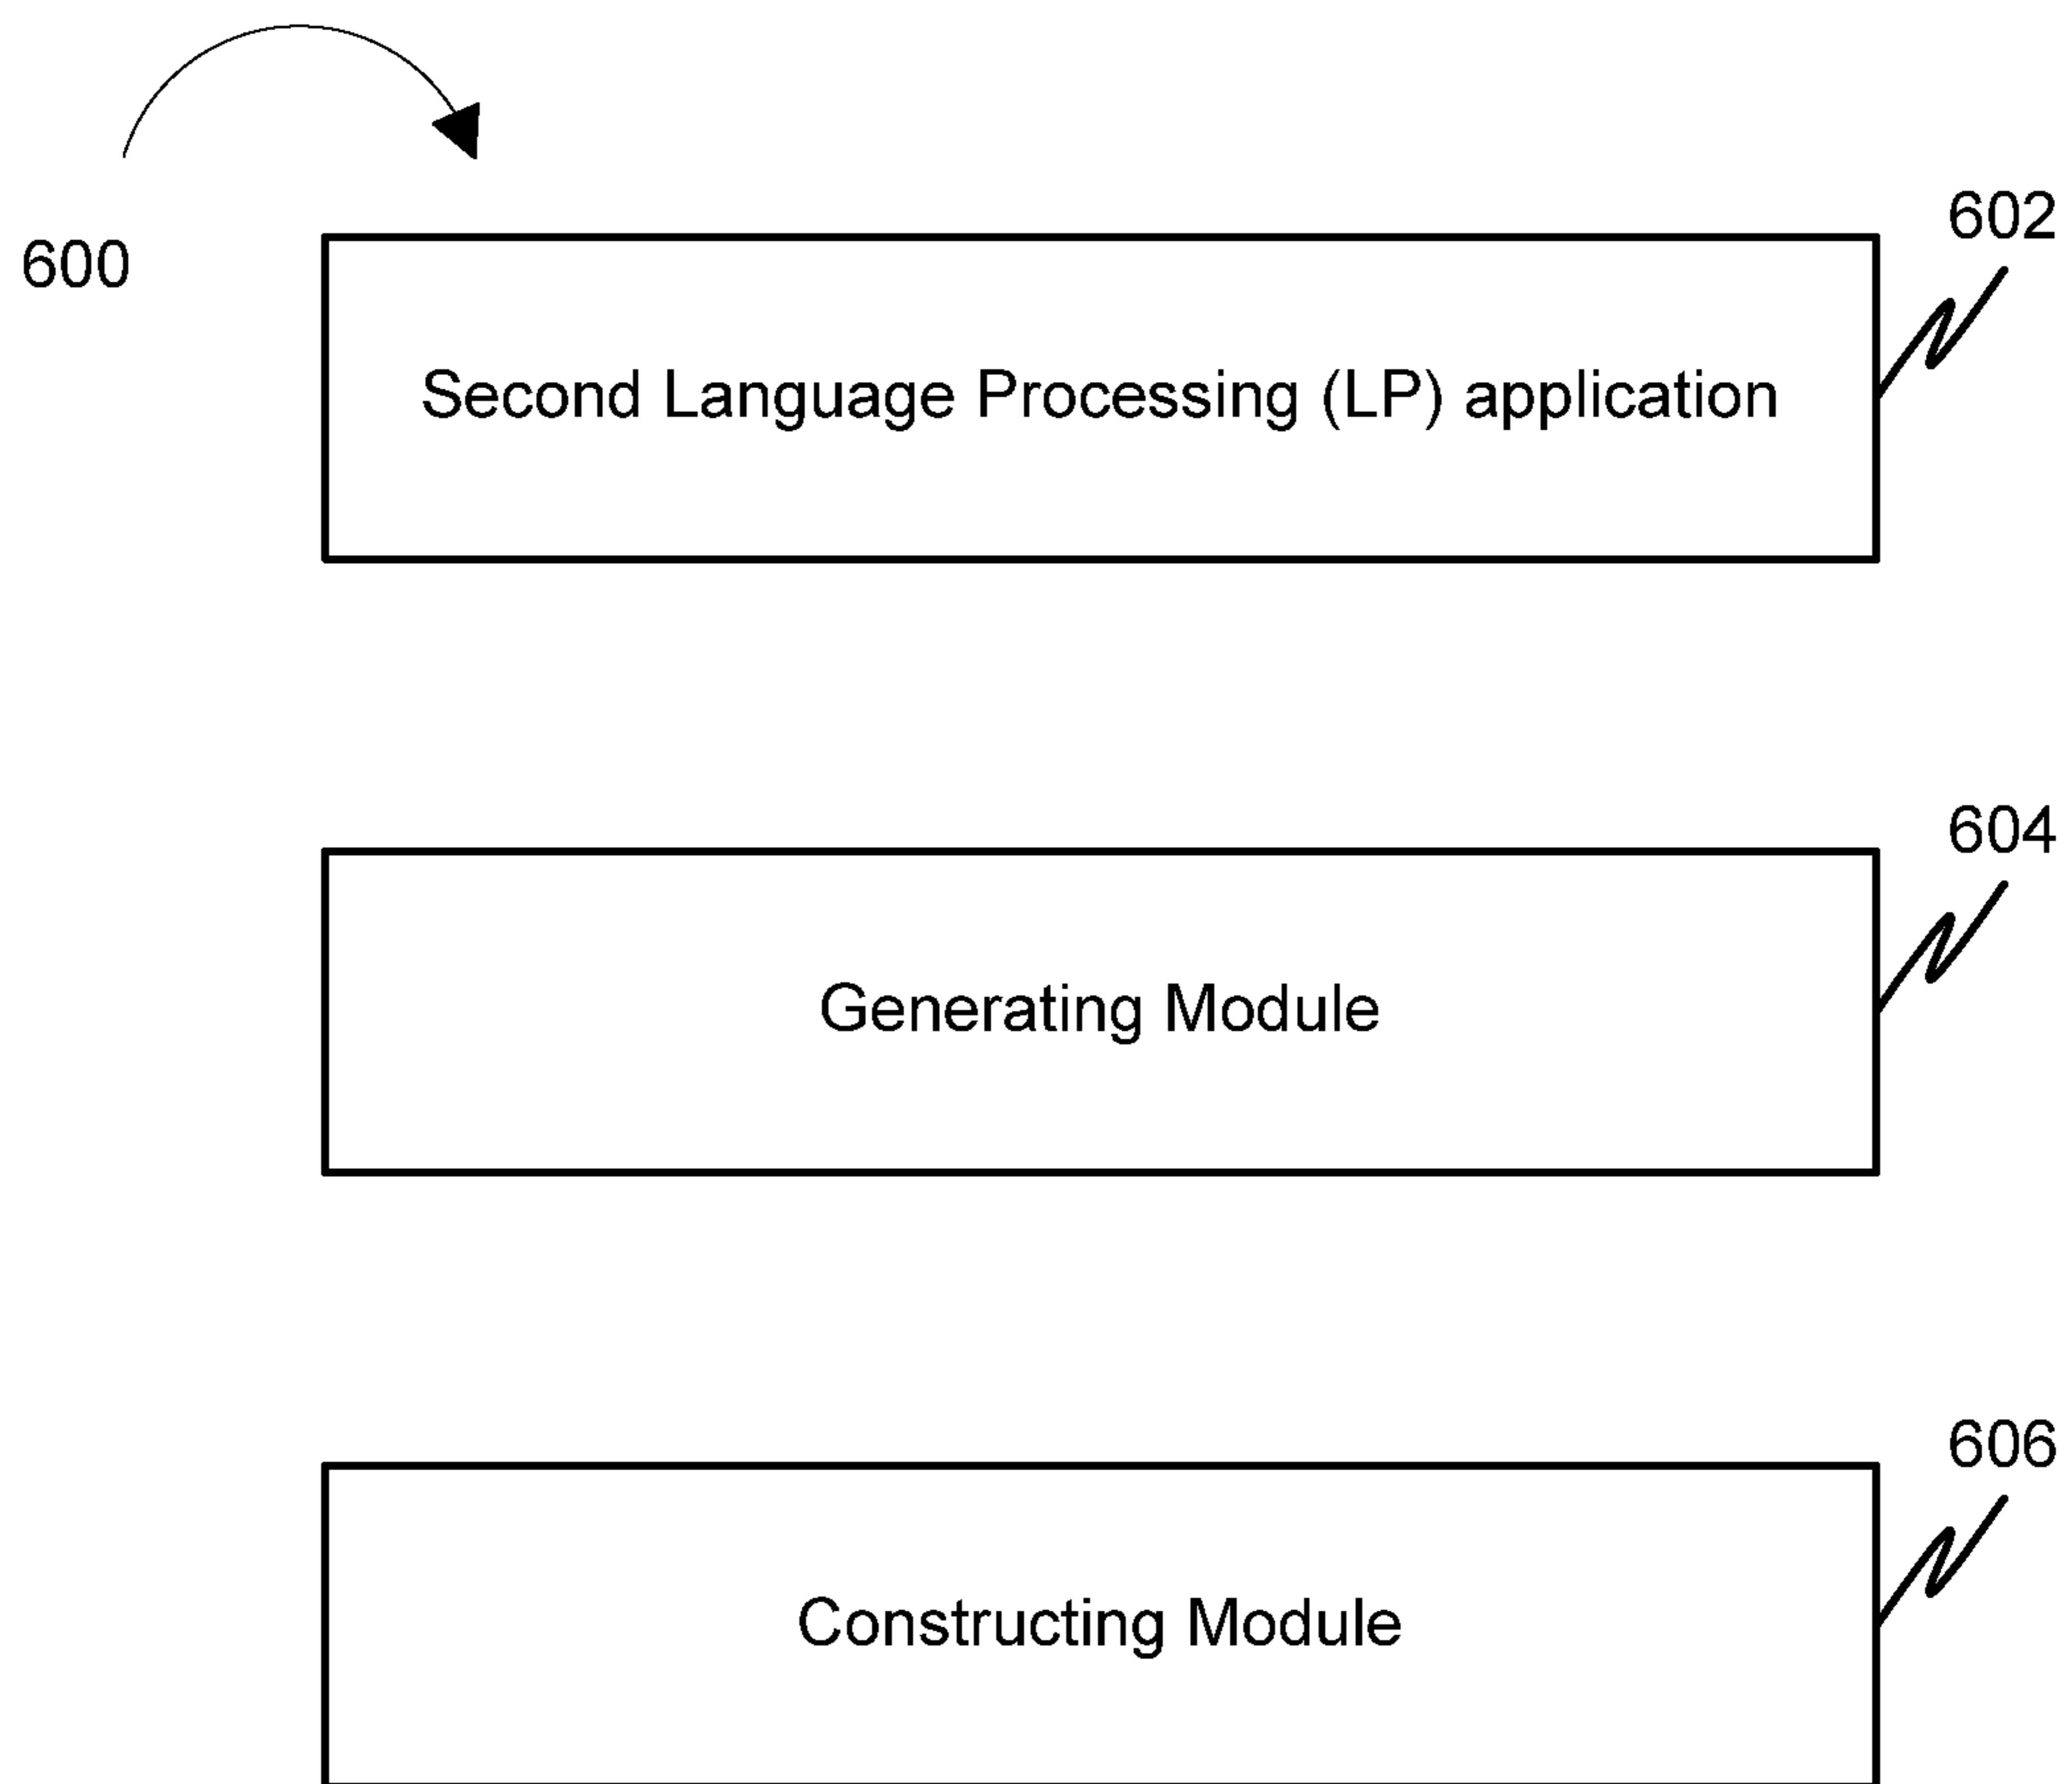 602
600
Second Language Processing (LP) application
604
Generating Module
606
Constructing Module